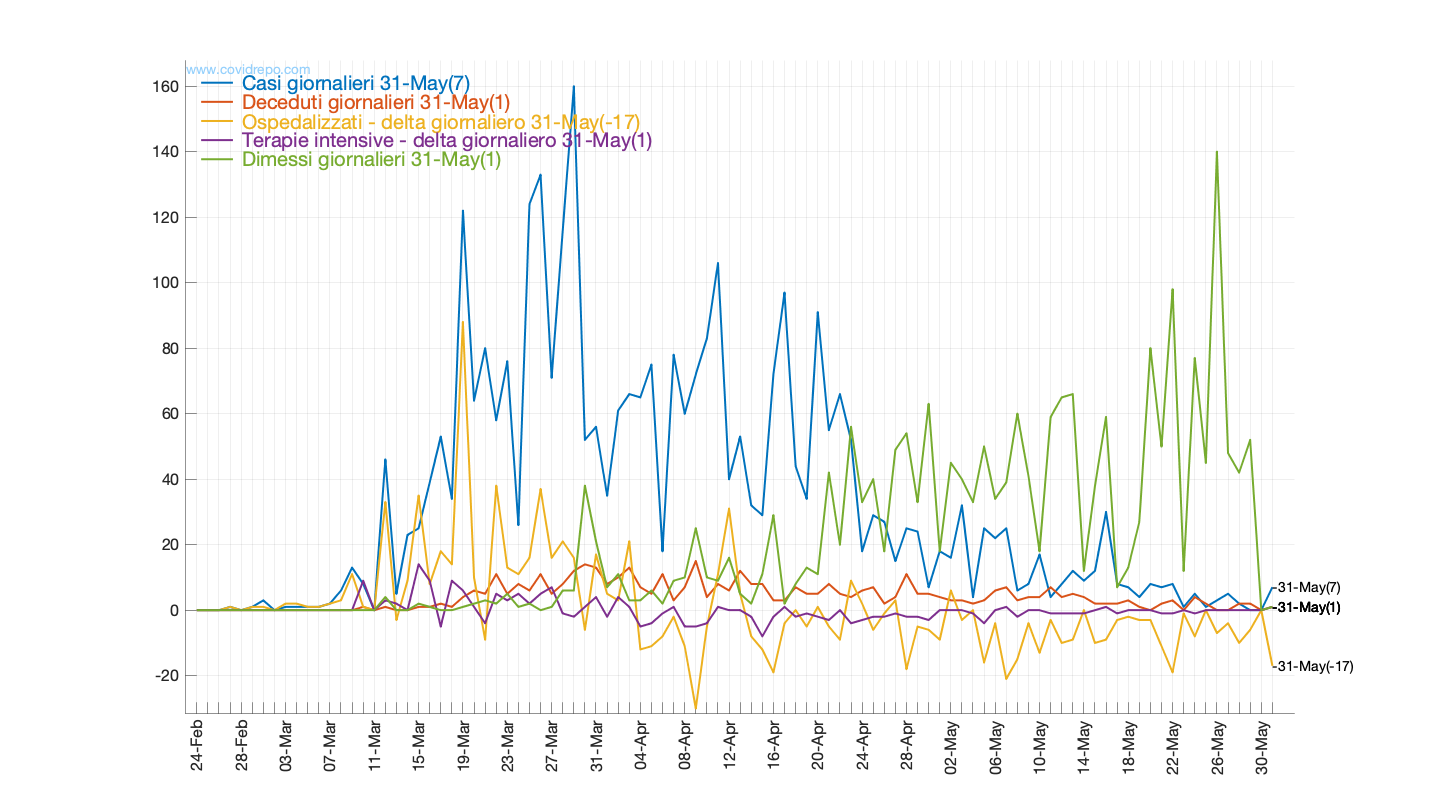 www.covidrepo.com
Casi giornalieri 31-May(7)
Deceduti giornalieri 31-May(1)
Ospedalizzati - delta giornaliero 31-May(-17)
Terapie intensive - delta giornaliero 31-May(1)
Dimessi giornalieri 31-May(1)
160
140
120
100
80
60
40
20
0
-20
31-May(7)
31-May(1)
31-May(-17)
24-Feb
28-Feb
03-Mar
07-Mar
11-Mar
15-Mar
19-Mar
23-Mar
27-Mar
31-Mar
04-Apr
08-Apr
12-Apr
16-Apr
20-Apr
24-Apr
28-Apr
02-May
06-May
10-May
14-May
18-May
22-May
26-May
30-May